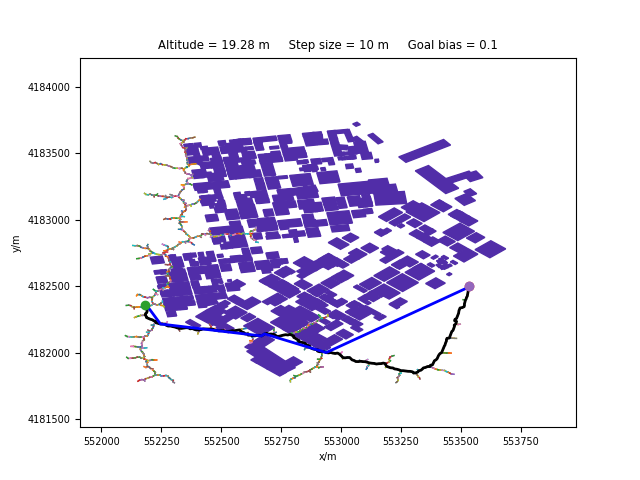 Altitude = 19.28 m Step size = 10 m Goal bias = 0.1
4184000
4183500
4183000
4182500
4182000
4181500
y/m
552000 552250 552500 552750 553000 553250 553500 553750
x/m